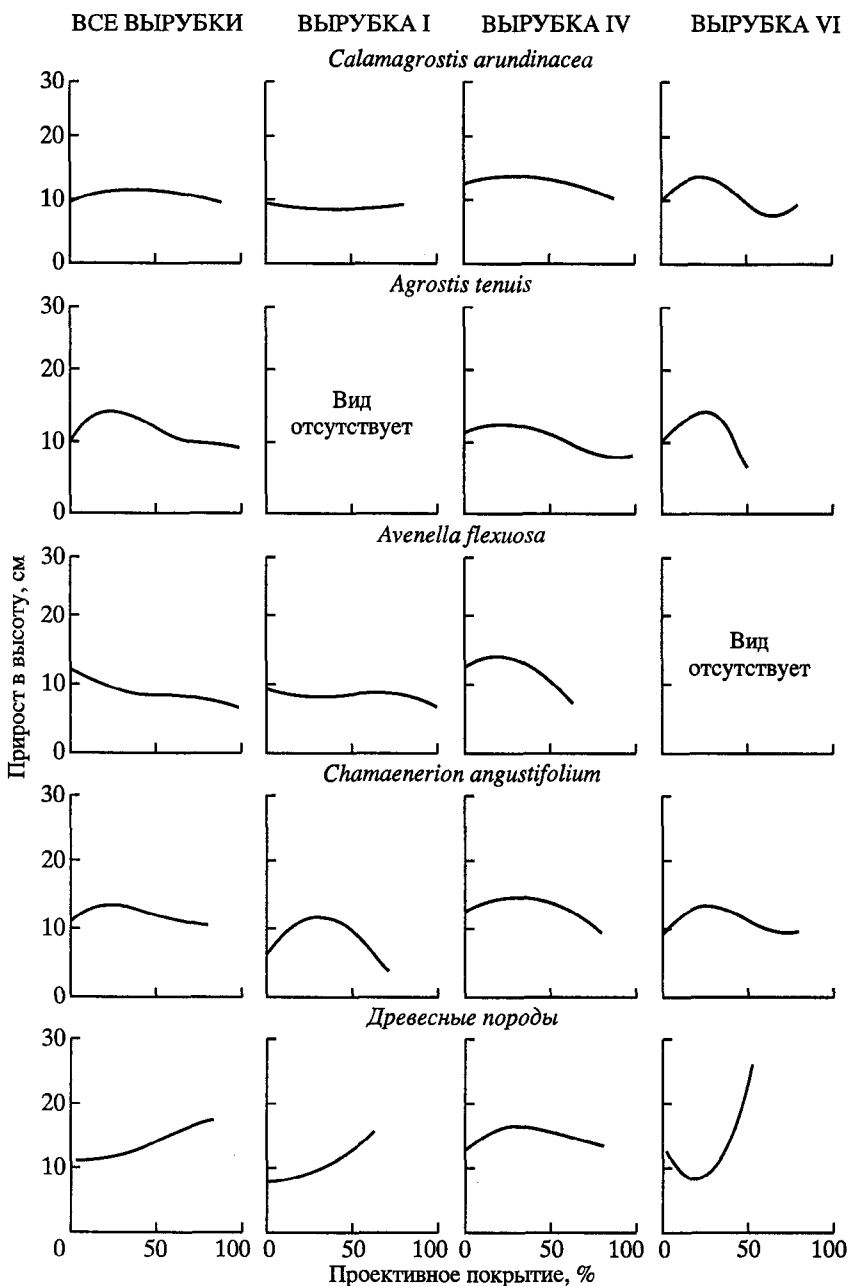 ВСЕ ВЫРУБКИ ВЫРУБКА I ВЫРУБКА IV ВЫРУБКА VI
Calamagrostis arundinacea
30
20
10
0
Agrostis tenuis
30
20
10
0
Вид
отсутствует
Avenella flexuosa
30
20
10
0
Вид
отсутствует
Прирост в высоту, см
Chamaenerion angustifolium
30
20
10
0
Древесные породы
30
20
10
0 50 100 0 50 100 0 50 100 0 50 100
Проективное покрытие, %